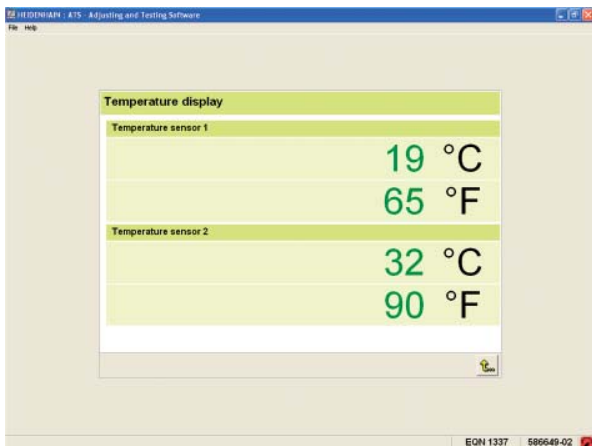 HEIDENHAIN : ATS - Adjusting and Testing Software
File Help
Temperature display
Temperature sensor 1
19 °C
65 °F
Temperature sensor 2
32 °C
90 °F
EQN 1337 586649-02